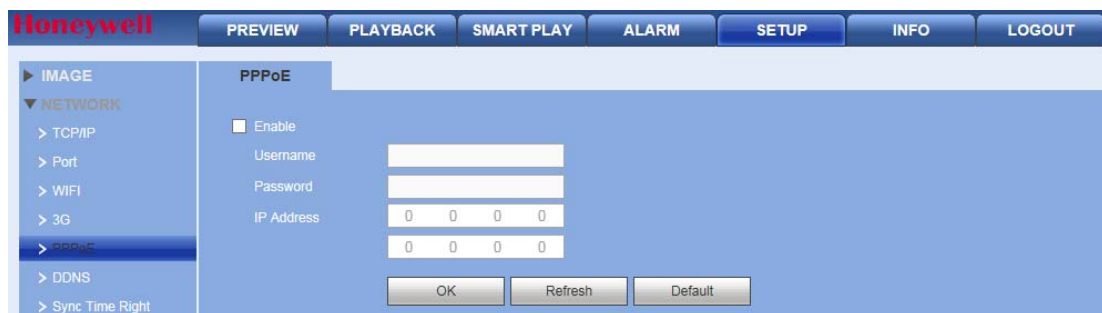 Honeywell
PREVIEW PLAYBACK SMART PLAY ALARM SETUP INFO LOGOUT
IMAGE
NETWORK
> TCP/IP
> Port
> WIFI
> 3G
> PPPoE
> DDNS
> Sync Time Right
PPPoE
Enable
Username
Password
IP Address 0 0 0 0
0 0 0 0
OK Refresh Default